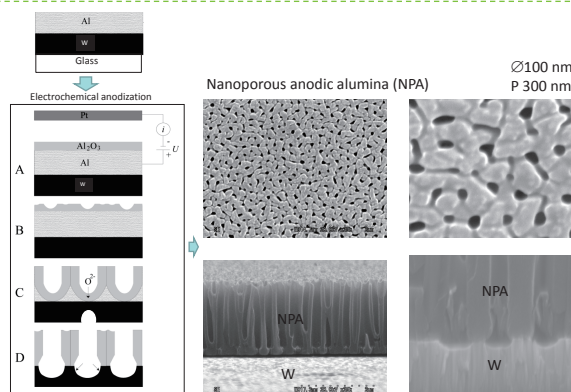 Al
W
Glass
Electrochemical anodization
Pt
i
- U
+
Al₂O₃
Al
W
A
B
C
O²⁻
D
Nanoporous anodic alumina (NPA)
∅100 nm
P 300 nm
NPA
W
NPA
W